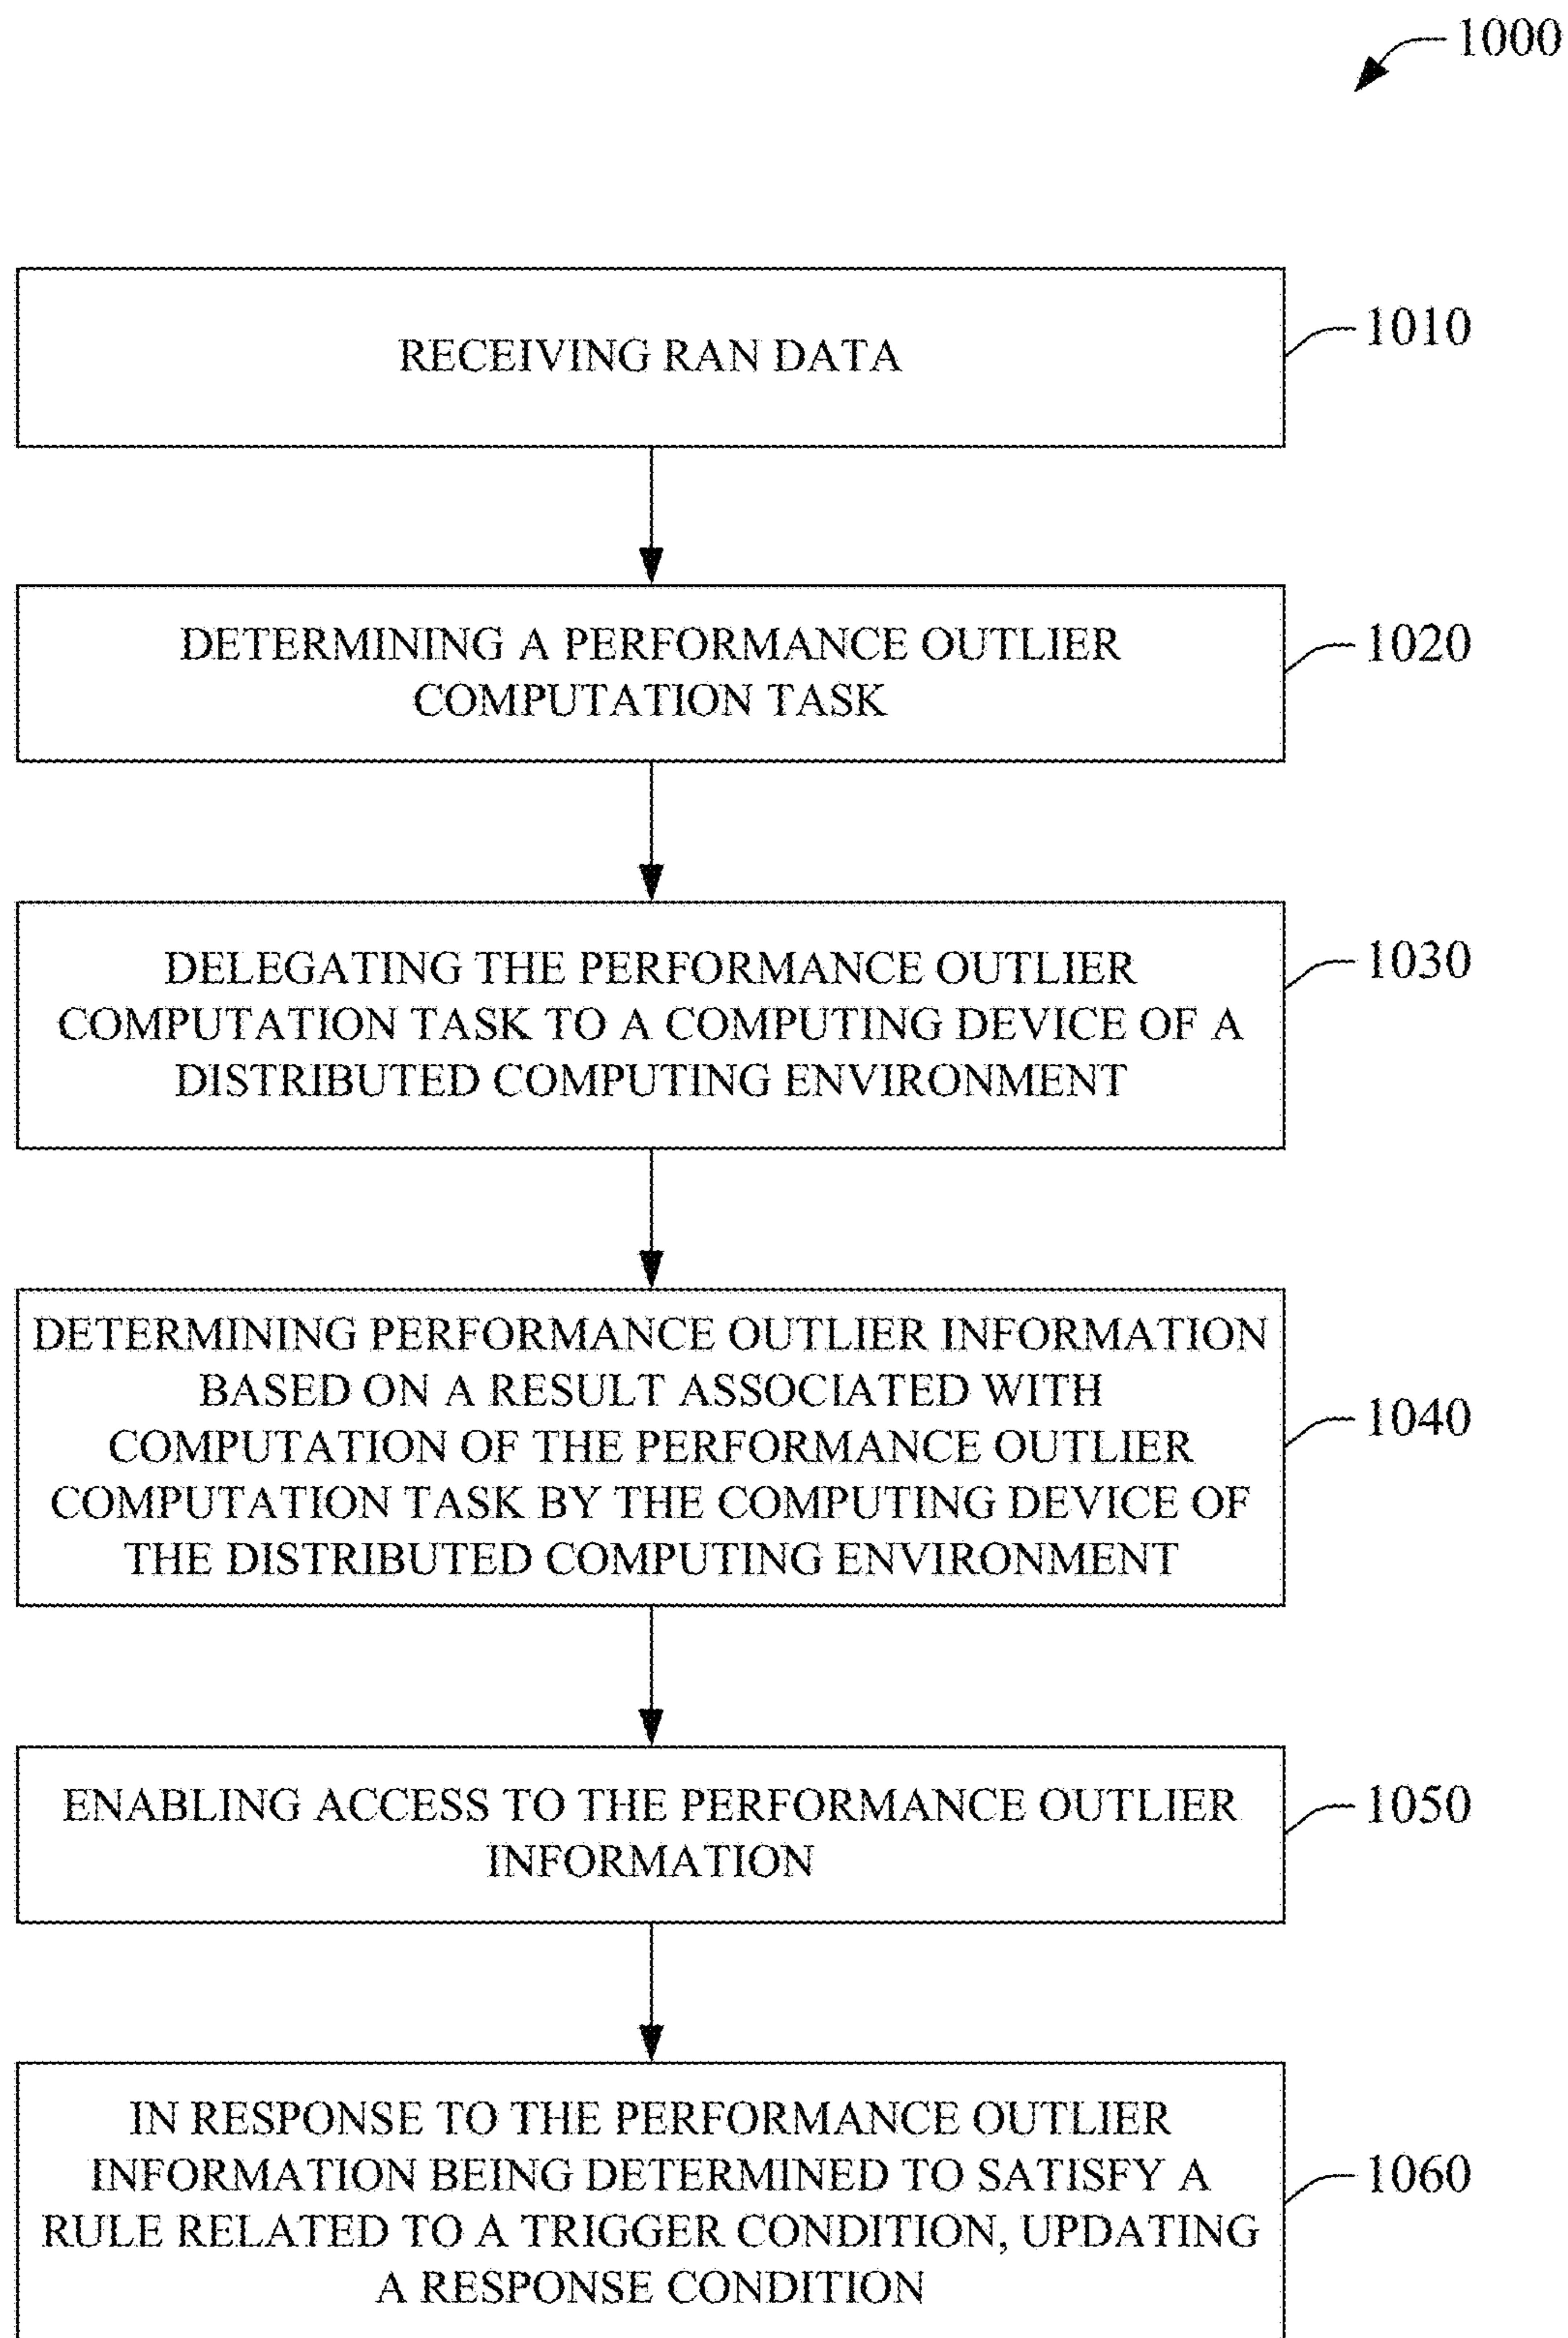 1000
RECEIVING RAN DATA
1010
DETERMINING A PERFORMANCE OUTLIER
COMPUTATION TASK
1020
DELEGATING THE PERFORMANCE OUTLIER
COMPUTATION TASK TO A COMPUTING DEVICE OF A
DISTRIBUTED COMPUTING ENVIRONMENT
1030
DETERMINING PERFORMANCE OUTLIER INFORMATION
BASED ON A RESULT ASSOCIATED WITH
COMPUTATION OF THE PERFORMANCE OUTLIER
COMPUTATION TASK BY THE COMPUTING DEVICE OF
THE DISTRIBUTED COMPUTING ENVIRONMENT
1040
ENABLING ACCESS TO THE PERFORMANCE OUTLIER
INFORMATION
1050
IN RESPONSE TO THE PERFORMANCE OUTLIER
INFORMATION BEING DETERMINED TO SATISFY A
RULE RELATED TO A TRIGGER CONDITION, UPDATING
A RESPONSE CONDITION
1060